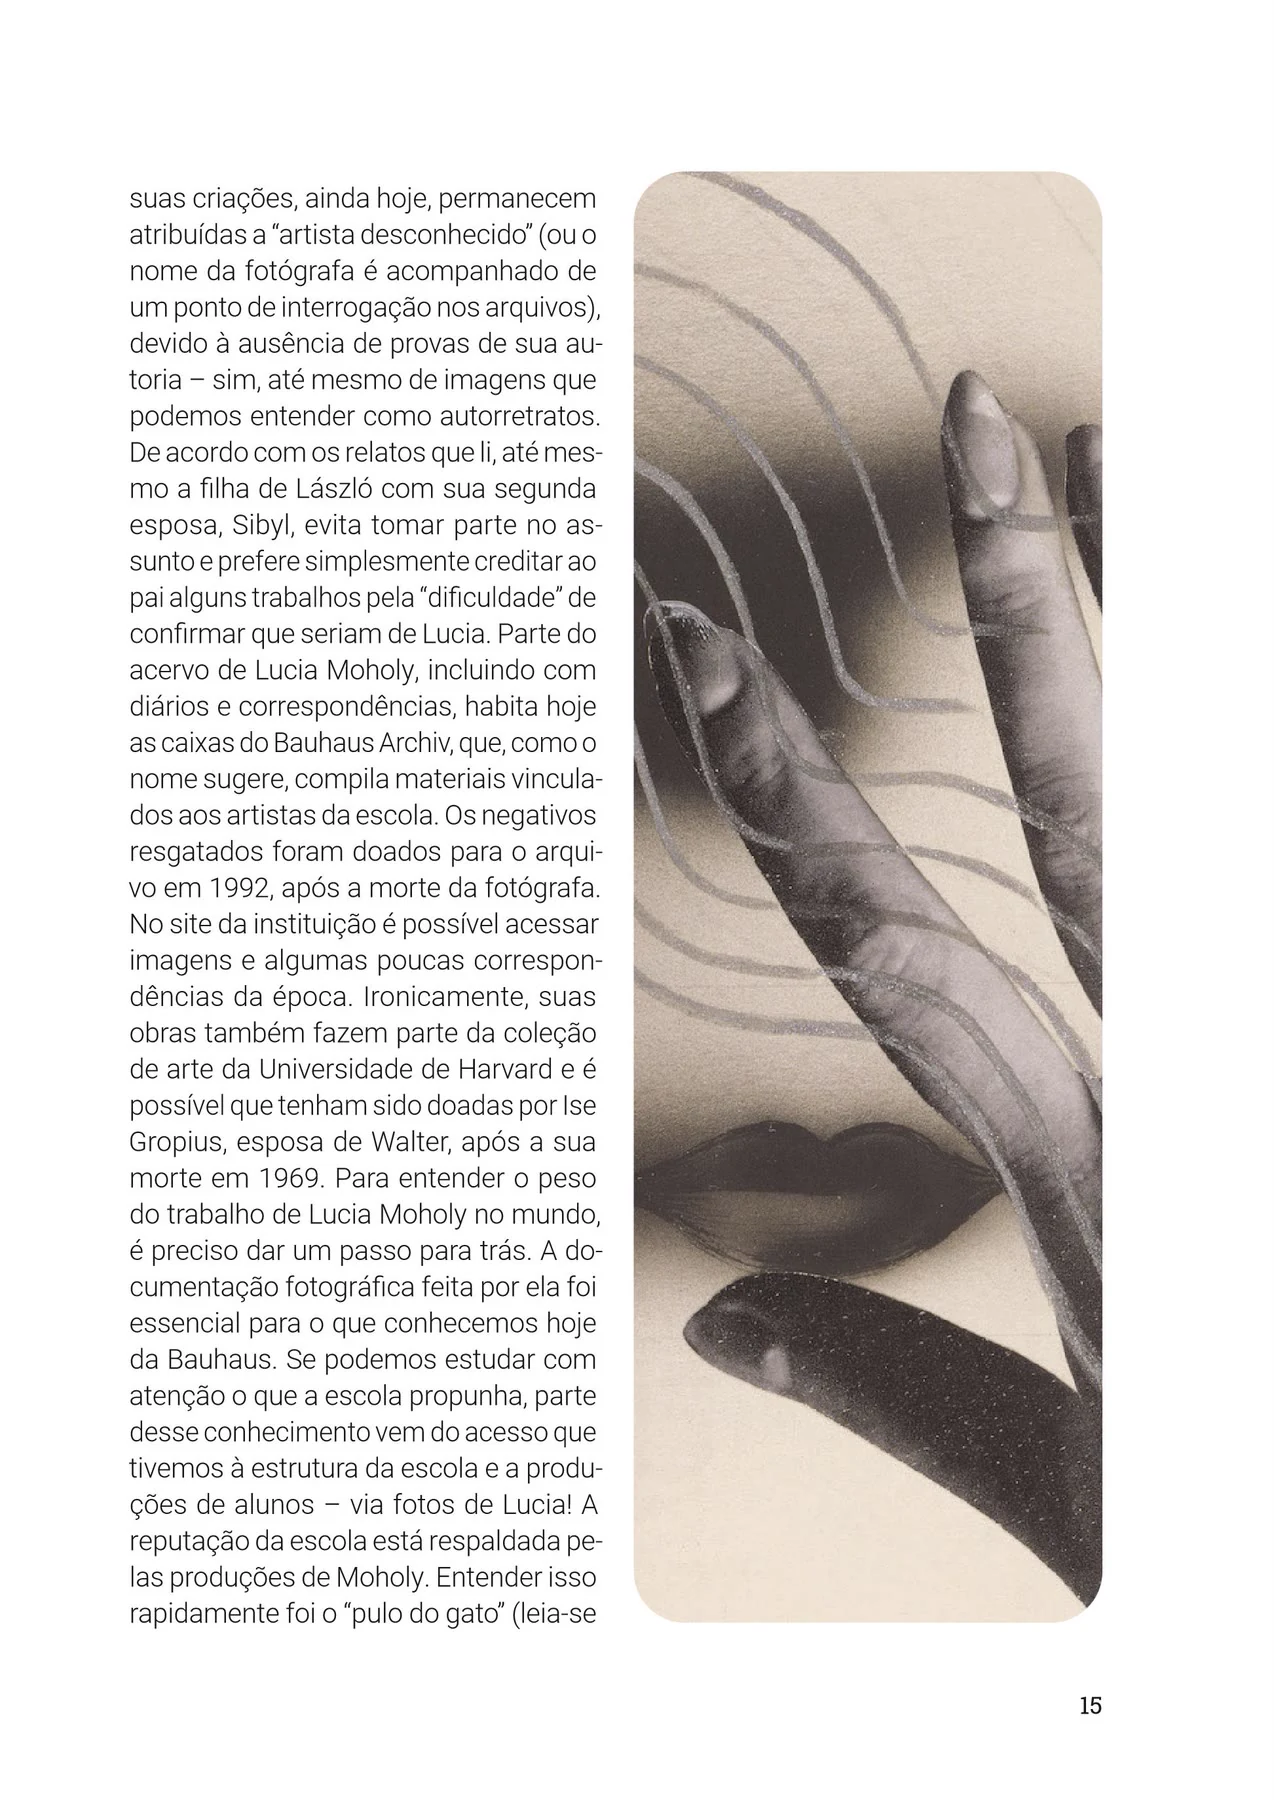 suas criações, ainda hoje, permanecem
atribuídas a “artista desconhecido” (ou o
nome da fotógrafa é acompanhado de
um ponto de interrogação nos arquivos),
devido à ausência de provas de sua au-
toria – sim, até mesmo de imagens que
podemos entender como autorretratos.
De acordo com os relatos que li, até mes-
mo a filha de László com sua segunda
esposa, Sibyl, evita tomar parte no as-
sunto e prefere simplesmente creditar ao
pai alguns trabalhos pela “dificuldade” de
confirmar que seriam de Lucia. Parte do
acervo de Lucia Moholy, incluindo com
diários e correspondências, habita hoje
as caixas do Bauhaus Archiv, que, como o
nome sugere, compila materiais vincula-
dos aos artistas da escola. Os negativos
resgatados foram doados para o arqui-
vo em 1992, após a morte da fotógrafa.
No site da instituição é possível acessar
imagens e algumas poucas correspon-
dências da época. Ironicamente, suas
obras também fazem parte da coleção
de arte da Universidade de Harvard e é
possível que tenham sido doadas por Ise
Gropius, esposa de Walter, após a sua
morte em 1969. Para entender o peso
do trabalho de Lucia Moholy no mundo,
é preciso dar um passo para trás. A do-
cumentação fotográfica feita por ela foi
essencial para o que conhecemos hoje
da Bauhaus. Se podemos estudar com
atenção o que a escola propunha, parte
desse conhecimento vem do acesso que
tivemos à estrutura da escola e a produ-
ções de alunos – via fotos de Lucia! A
reputação da escola está respaldada pe-
las produções de Moholy. Entender isso
rapidamente foi o “pulo do gato” (leia-se
15